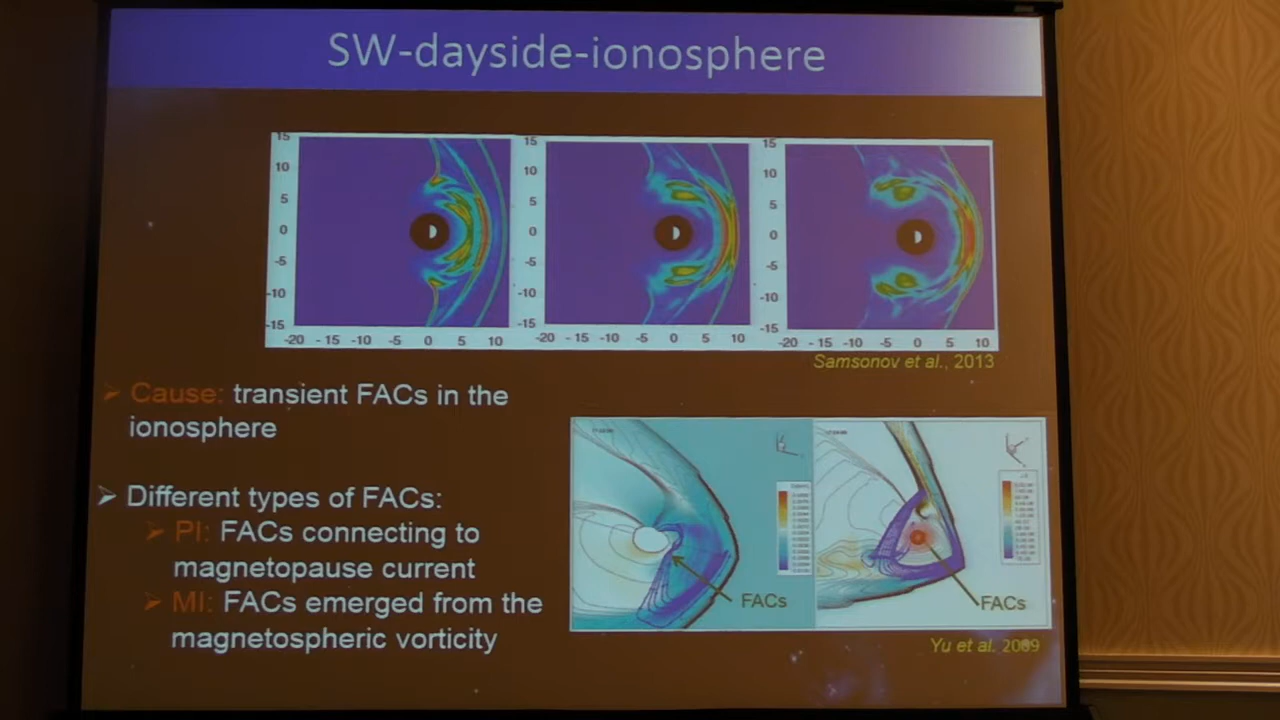 SW-dayside-ionosphere
15 15 15
10 10 10
5 5 5
0 0 0
-5 -5 -5
-10 -10 -10
-15 -15 -15
-20 -15 -10 -5 0 5 10 -20 -15 -10 -5 0 5 10 -20 -15 -10 -5 0 5 10
Samsonov et al., 2013
Cause: transient FACs in the
ionosphere
Different types of FACs:
PI: FACs connecting to
magnetopause current
MI: FACs emerged from the
magnetospheric vorticity
FACs
FACs
Yu et al. 2009